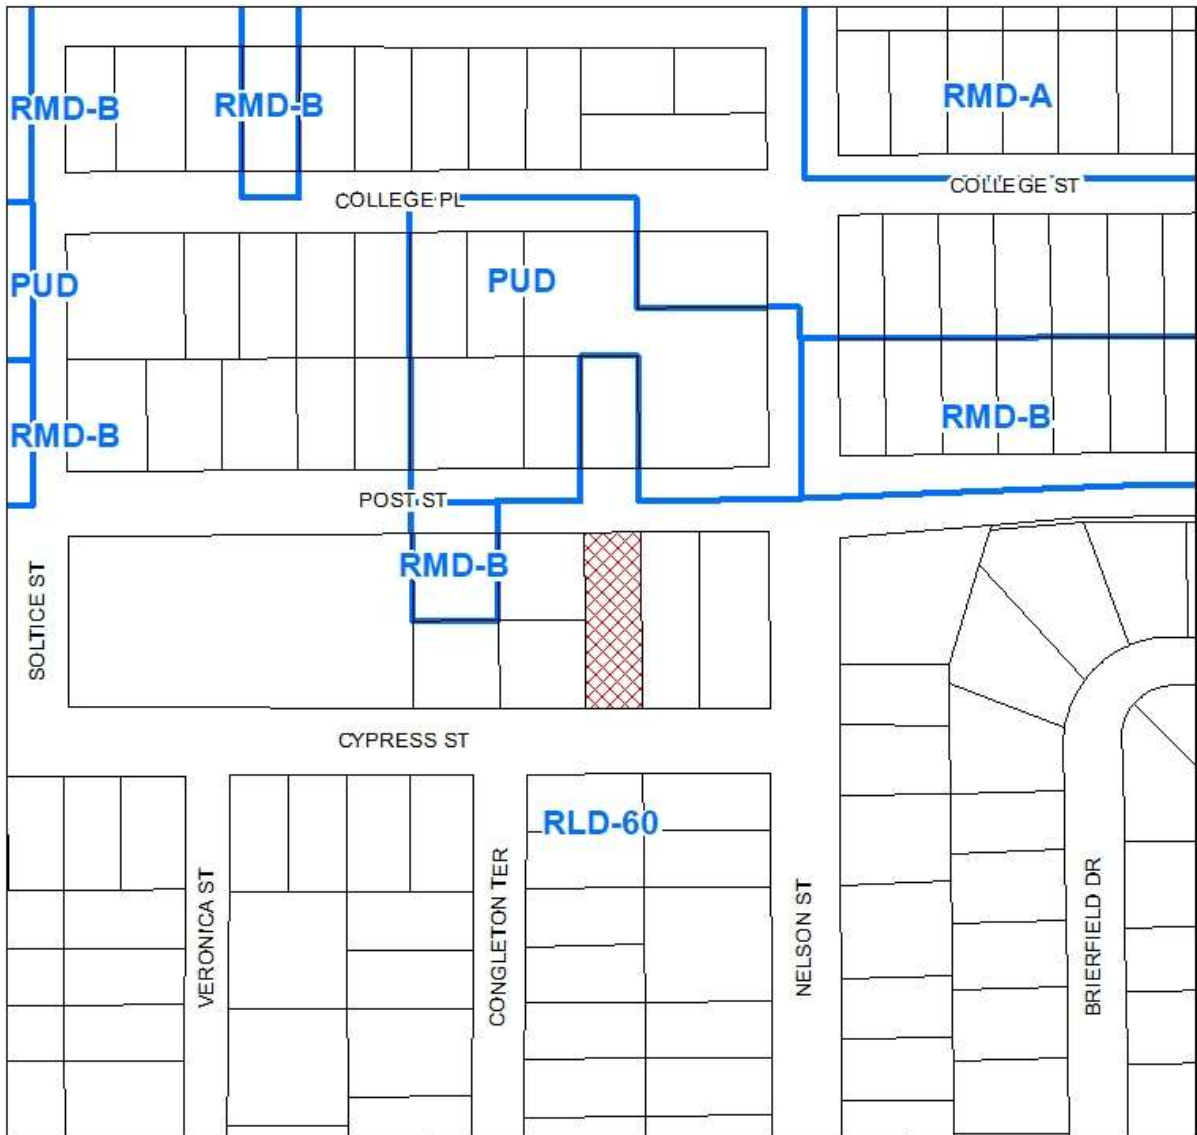 RMD-B
RMD-B
RMD-A
COLLEGE PL
COLLEGE ST
PUD
PUD
RMD-B
RMD-B
POST ST
RMD-B
SOLTICE ST
CYPRESS ST
RLD-60
VERONICA ST
CONGLETON TER
NELSON ST
BRIERFIELD DR